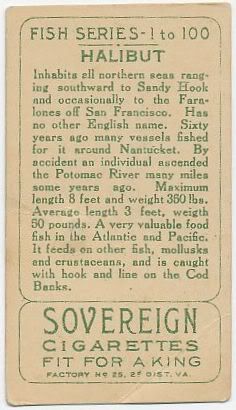 FISH SERIES-1 to 100
HALIBUT
Inhabits all northern seas rang-
ing southward to Sandy Hook
and occasionally to the Fara-
lones off San Francisco. Has
no other English name. Sixty
years ago many vessels fished
for it around Nantucket. By
accident an individual ascended
the Potomac River many miles
some years ago. Maximum
length 8 feet and weight 360 lbs.
Average length 3 feet, weigth
50 pounds. A very valuable food
fish in the Atlantic and Pacific.
It feeds on other fish, mollusks
and crustaceans, and is caught
with hook and line on the Cod
Banks.
SOVEREIGN
CIGARETTES
FIT FOR A KING
FACTORY No 25, 2D DIST. VA.